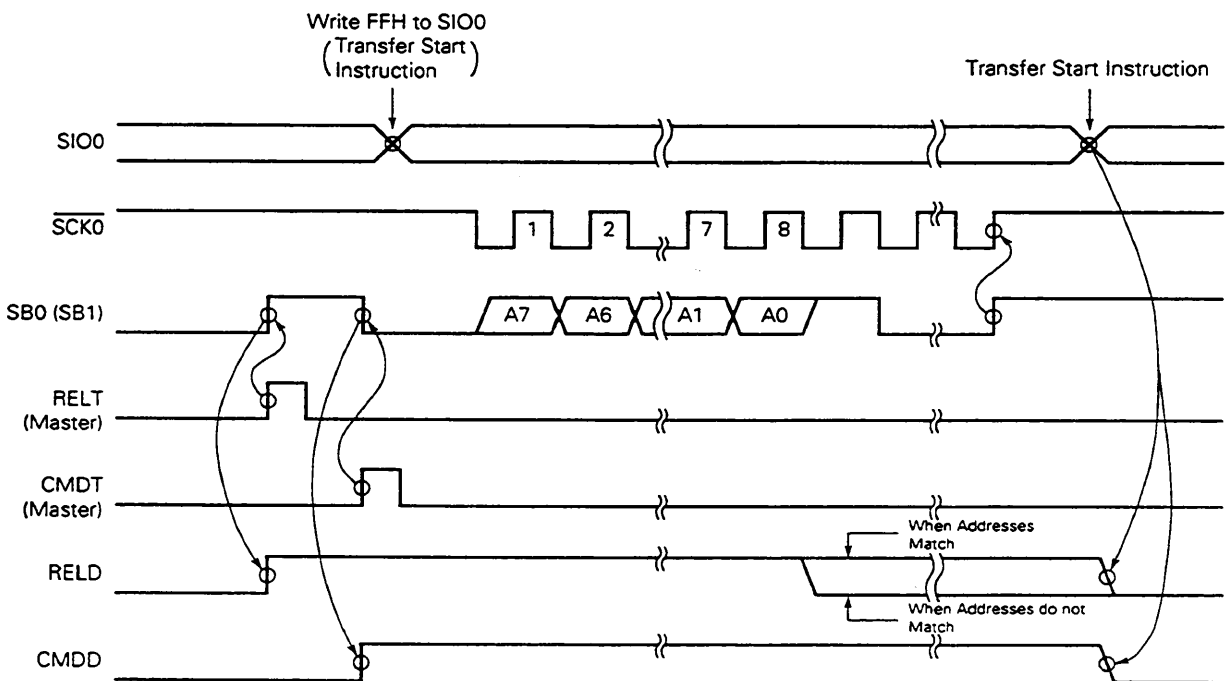 Write FFH to SIO0
(Transfer Start
Instruction)
Transfer Start Instruction
SIO0
SCK0
1 2 7 8
SB0 (SB1)
A7 A6 A1 A0
RELT
(Master)
CMDT
(Master)
When Addresses
Match
RELD
When Addresses do not
Match
CMDD